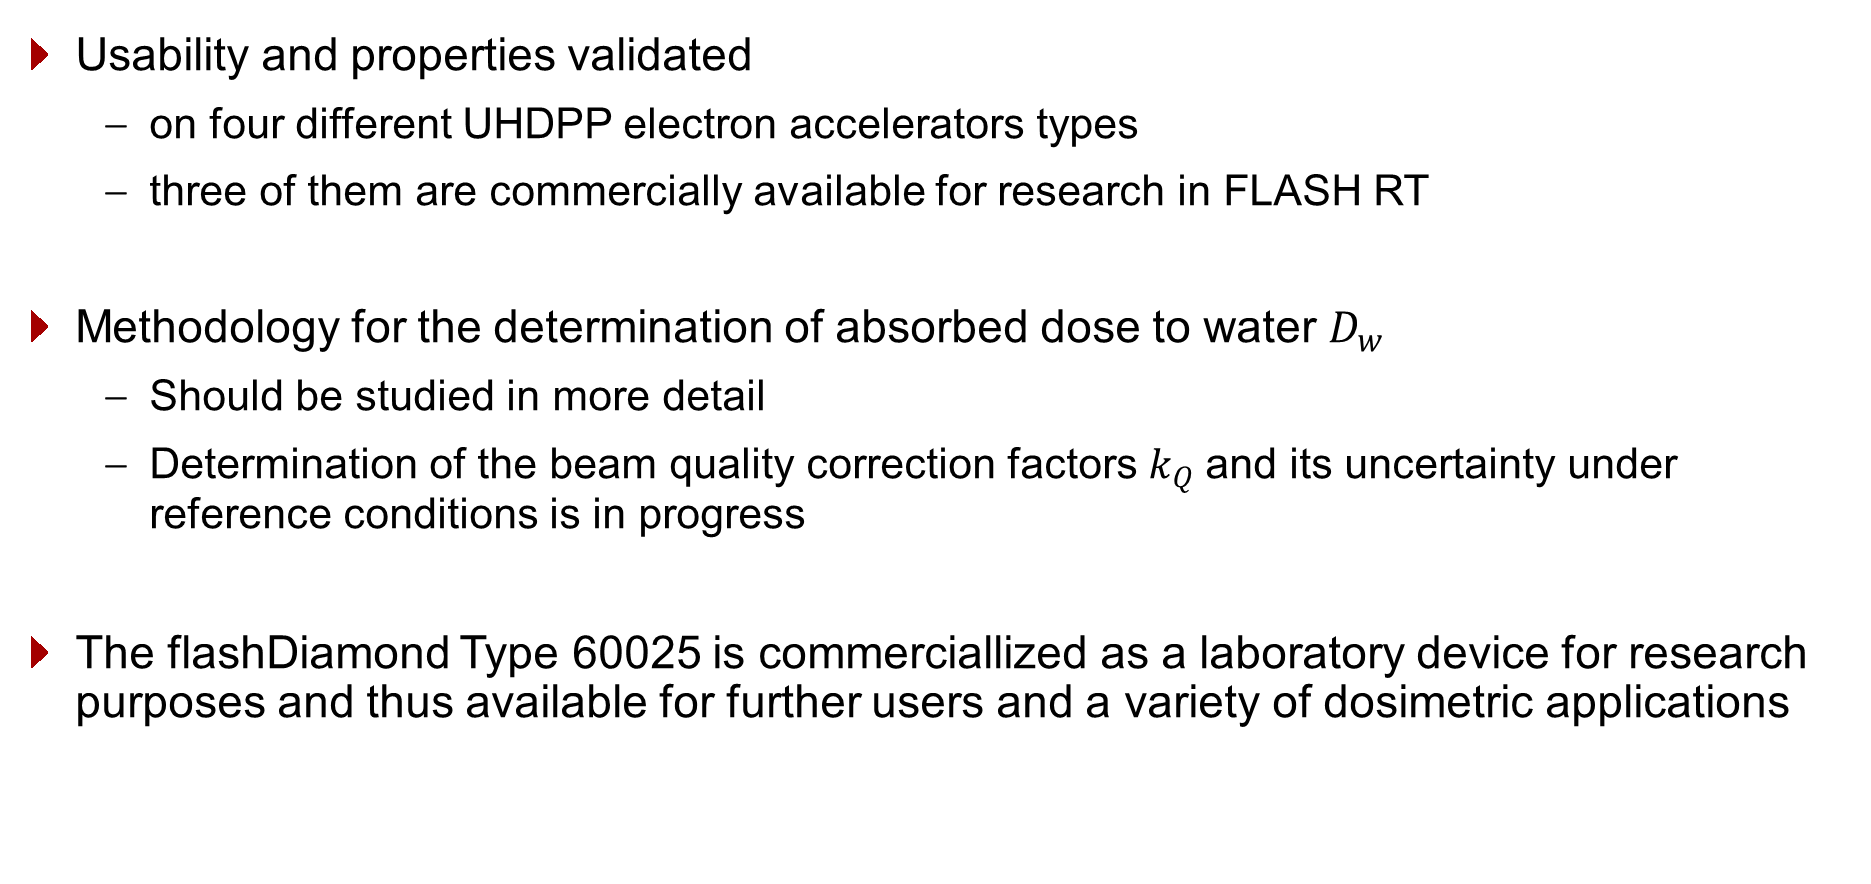 Usability and properties validated
– on four different UHDPP electron accelerators types
– three of them are commercially available for research in FLASH RT
Methodology for the determination of absorbed dose to water D_w
– Should be studied in more detail
– Determination of the beam quality correction factors k_Q and its uncertainty under
reference conditions is in progress
The flashDiamond Type 60025 is commerciallized as a laboratory device for research
purposes and thus available for further users and a variety of dosimetric applications